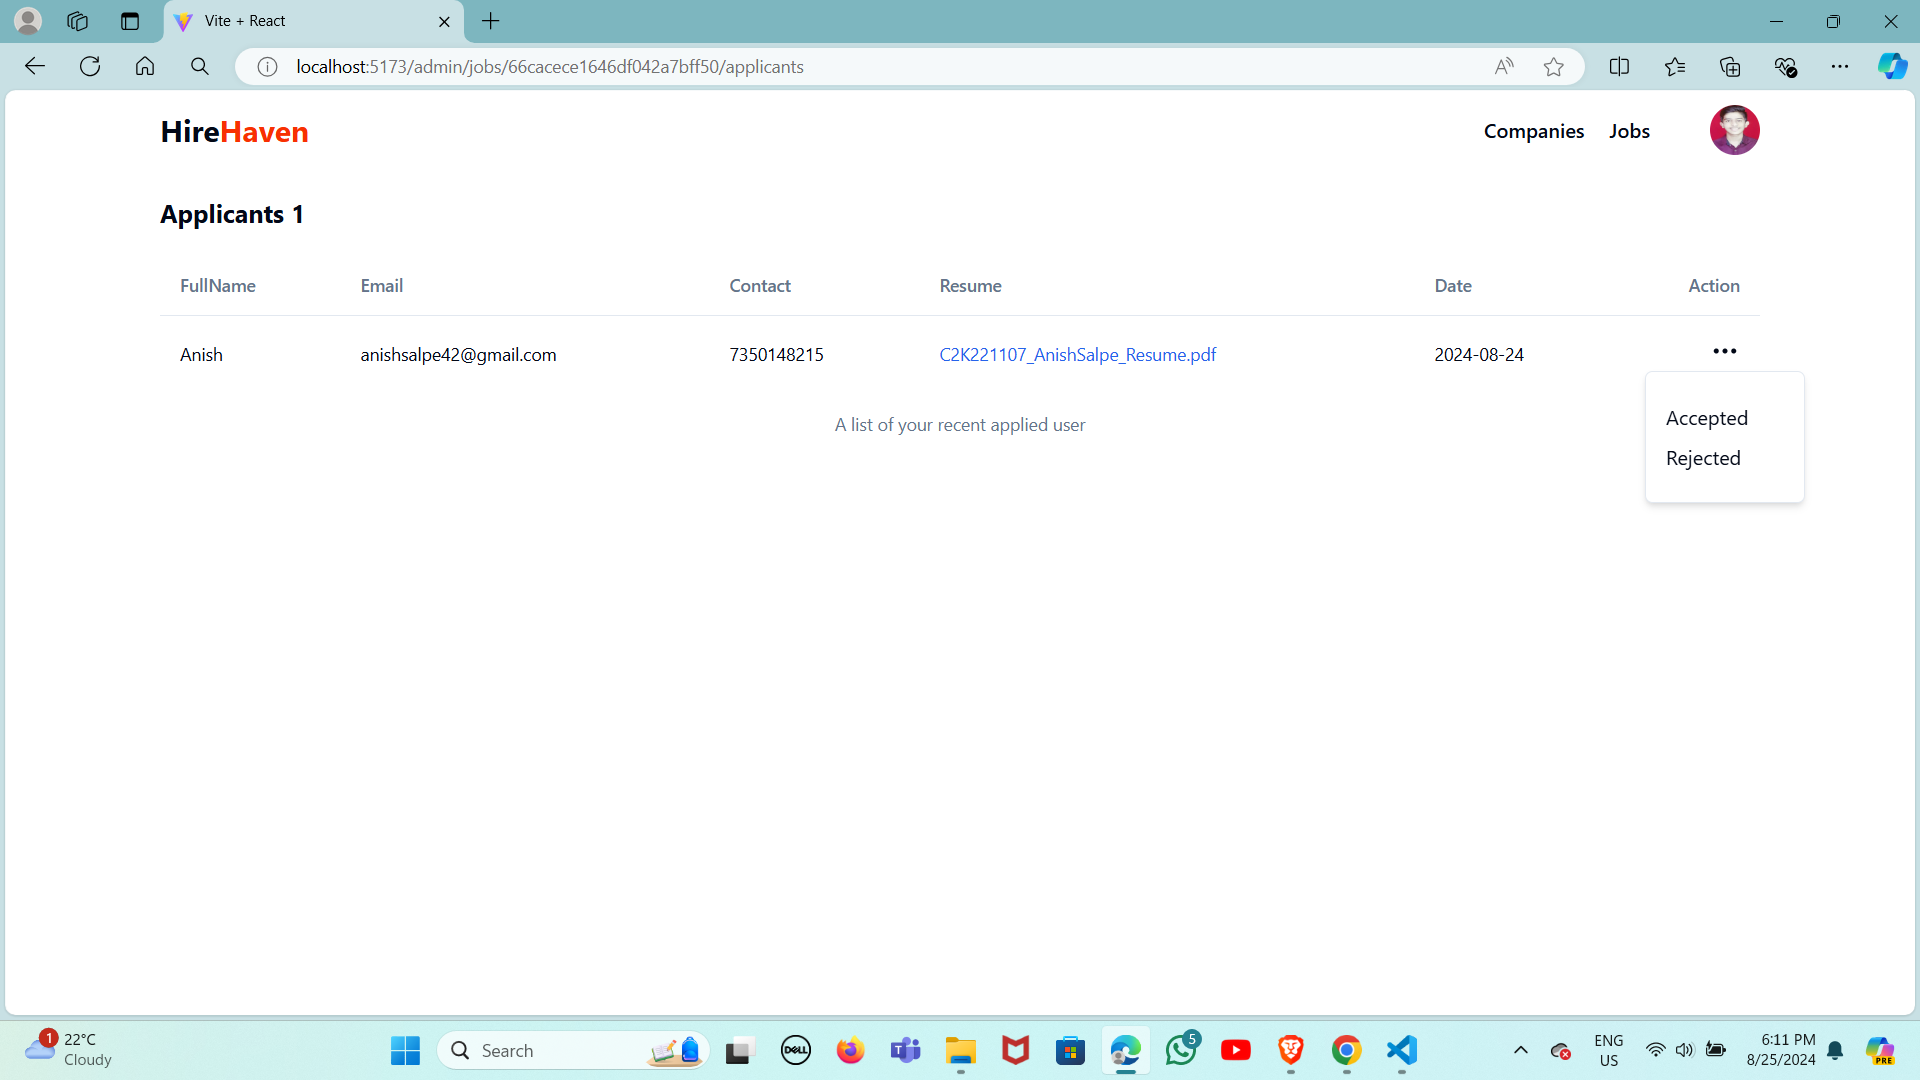 Vite + React
localhost:5173/admin/jobs/66cacece1646df042a7bff50/applicants
HireHaven
Companies Jobs
Applicants 1
FullName Email Contact Resume Date Action
Anish anishsalpe42@gmail.com 7350148215 C2K221107_AnishSalpe_Resume.pdf 2024-08-24
Accepted
A list of your recent applied user
Rejected
1
22°C
Cloudy
Search
DELL
5
ENG
US
6:11 PM
8/25/2024
PRE